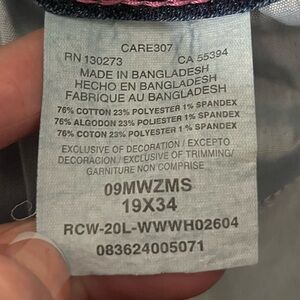 CARE307
RN 130273 CA 55394
MADE IN BANGLADESH
HECHO EN BANGLADESH
FABRIQUE AU BANGLADESH
76% COTTON 23% POLYESTER 1 % SPANDEX
76% ALGODON 23% POLYESTER 1 % SPANDEX
76% COTON 23% POLYESTER 1 % SPANDEX
EXCLUSIVE OF DECORATION / EXCEPTO
DECORACION / EXCLUSIVE OF TRIMMING/
GARNITURE NON COMPRISE
09MWZMS
19X34
RCW-20L-WWWH02604
083624005071